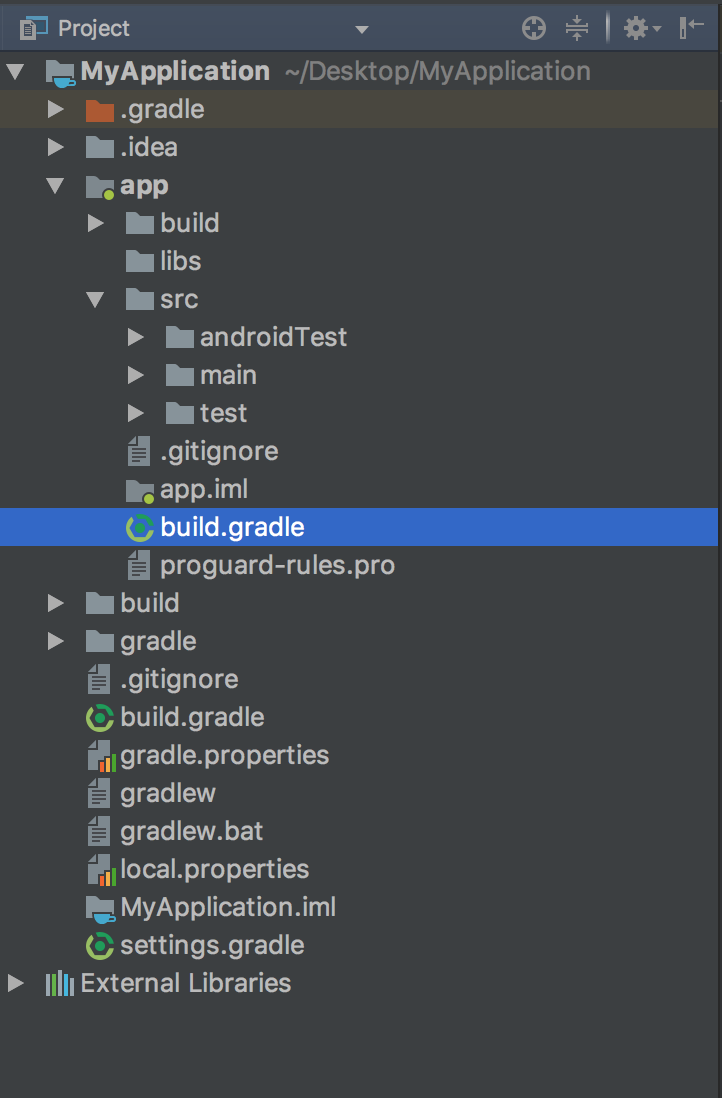 Project
MyApplication ~/Desktop/MyApplication
.gradle
.idea
app
build
libs
src
androidTest
main
test
.gitignore
app.iml
build.gradle
proguard-rules.pro
build
gradle
.gitignore
build.gradle
gradle.properties
gradlew
gradlew.bat
local.properties
MyApplication.iml
settings.gradle
External Libraries